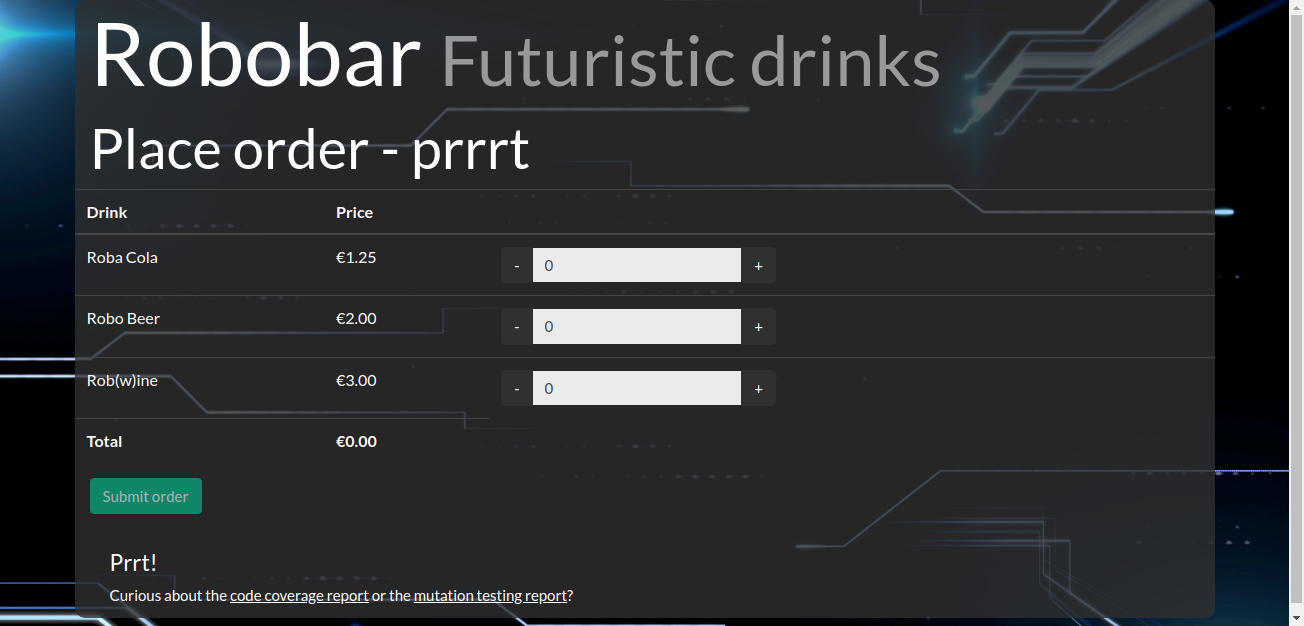 Robobar Futuristic drinks
Place order - prrrt
Drink Price
Roba Cola €1.25 - 0 +
Robo Beer €2.00 - 0 +
Rob(w)ine €3.00 - 0 +
Total €0.00
Submit order
Prrt!
Curious about the code coverage report or the mutation testing report?